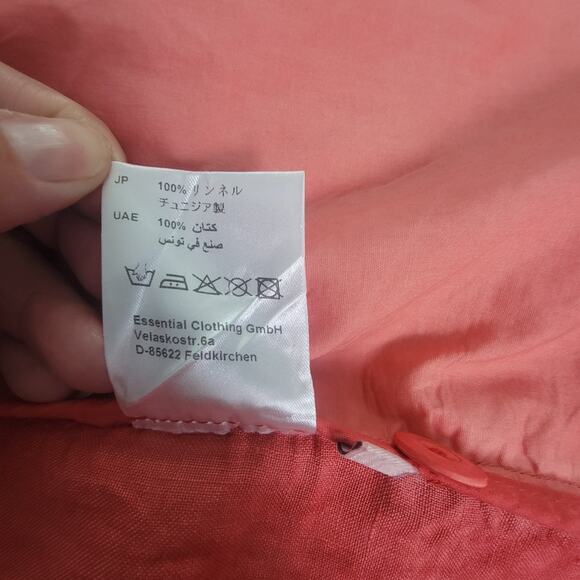 JP 100% リンネル
チュニジア製
UAE 100% كتان
صنع في تونس
Essential Clothing GmbH
Velaskostr.6a
D-85622 Feldkirchen